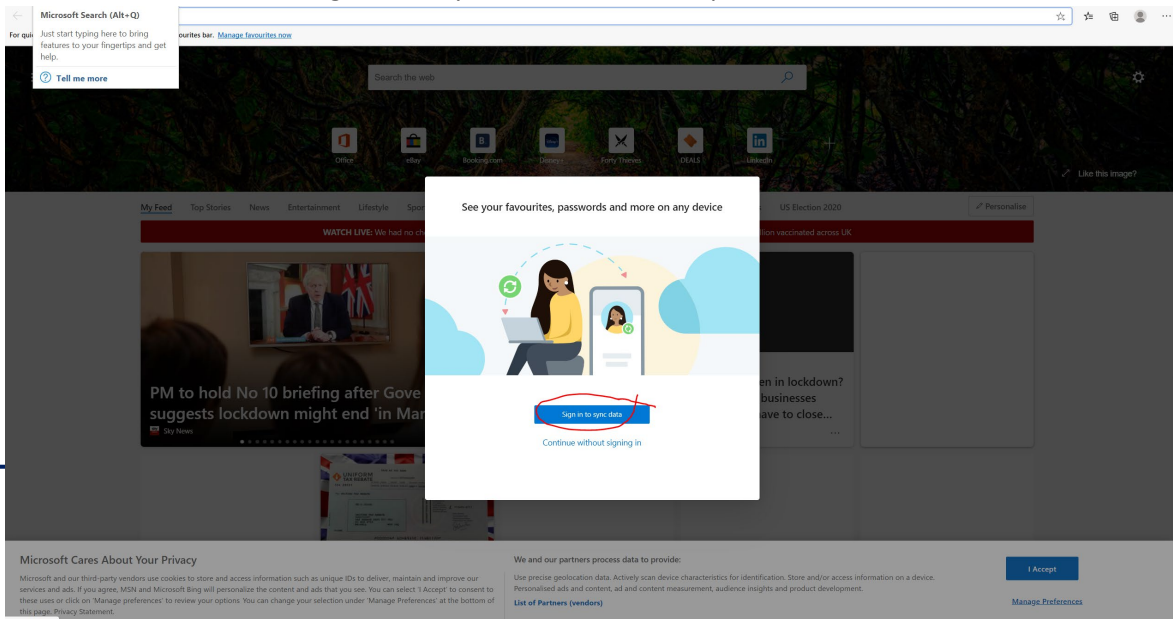 Microsoft Search (Alt+Q)
Just start typing here to bring
features to your fingertips and get
help.
Tell me more
For qui
ourites bar. Manage favourites now
Search the web
Office
eBay
Booking.com
Disney+
Forty Thieves
DEALS
LinkedIn
Like this image?
My Feed
Top Stories
News
Entertainment
Lifestyle
Spor
US Election 2020
Personalise
WATCH LIVE: We had no ch
llion vaccinated across UK
See your favourites, passwords and more on any device
Sign in to sync data
Continue without signing in
PM to hold No 10 briefing after Gove
suggests lockdown might end 'in Mar
Sky News
en in lockdown?
businesses
ave to close...
UNIFORM
TAX REBATE
Microsoft Cares About Your Privacy
Microsoft and our third-party vendors use cookies to store and access information such as unique IDs to deliver, maintain and improve our
services and ads. If you agree, MSN and Microsoft Bing will personalize the content and ads that you see. You can select 'I Accept' to consent to
these uses or click on 'Manage preferences' to review your options. You can change your selection under 'Manage Preferences' at the bottom of
this page. Privacy Statement.
We and our partners process data to provide:
Use precise geolocation data. Actively scan device characteristics for identification. Store and/or access information on a device.
Personalised ads and content, ad and content measurement, audience insights and product development.
List of Partners (vendors)
I Accept
Manage Preferences